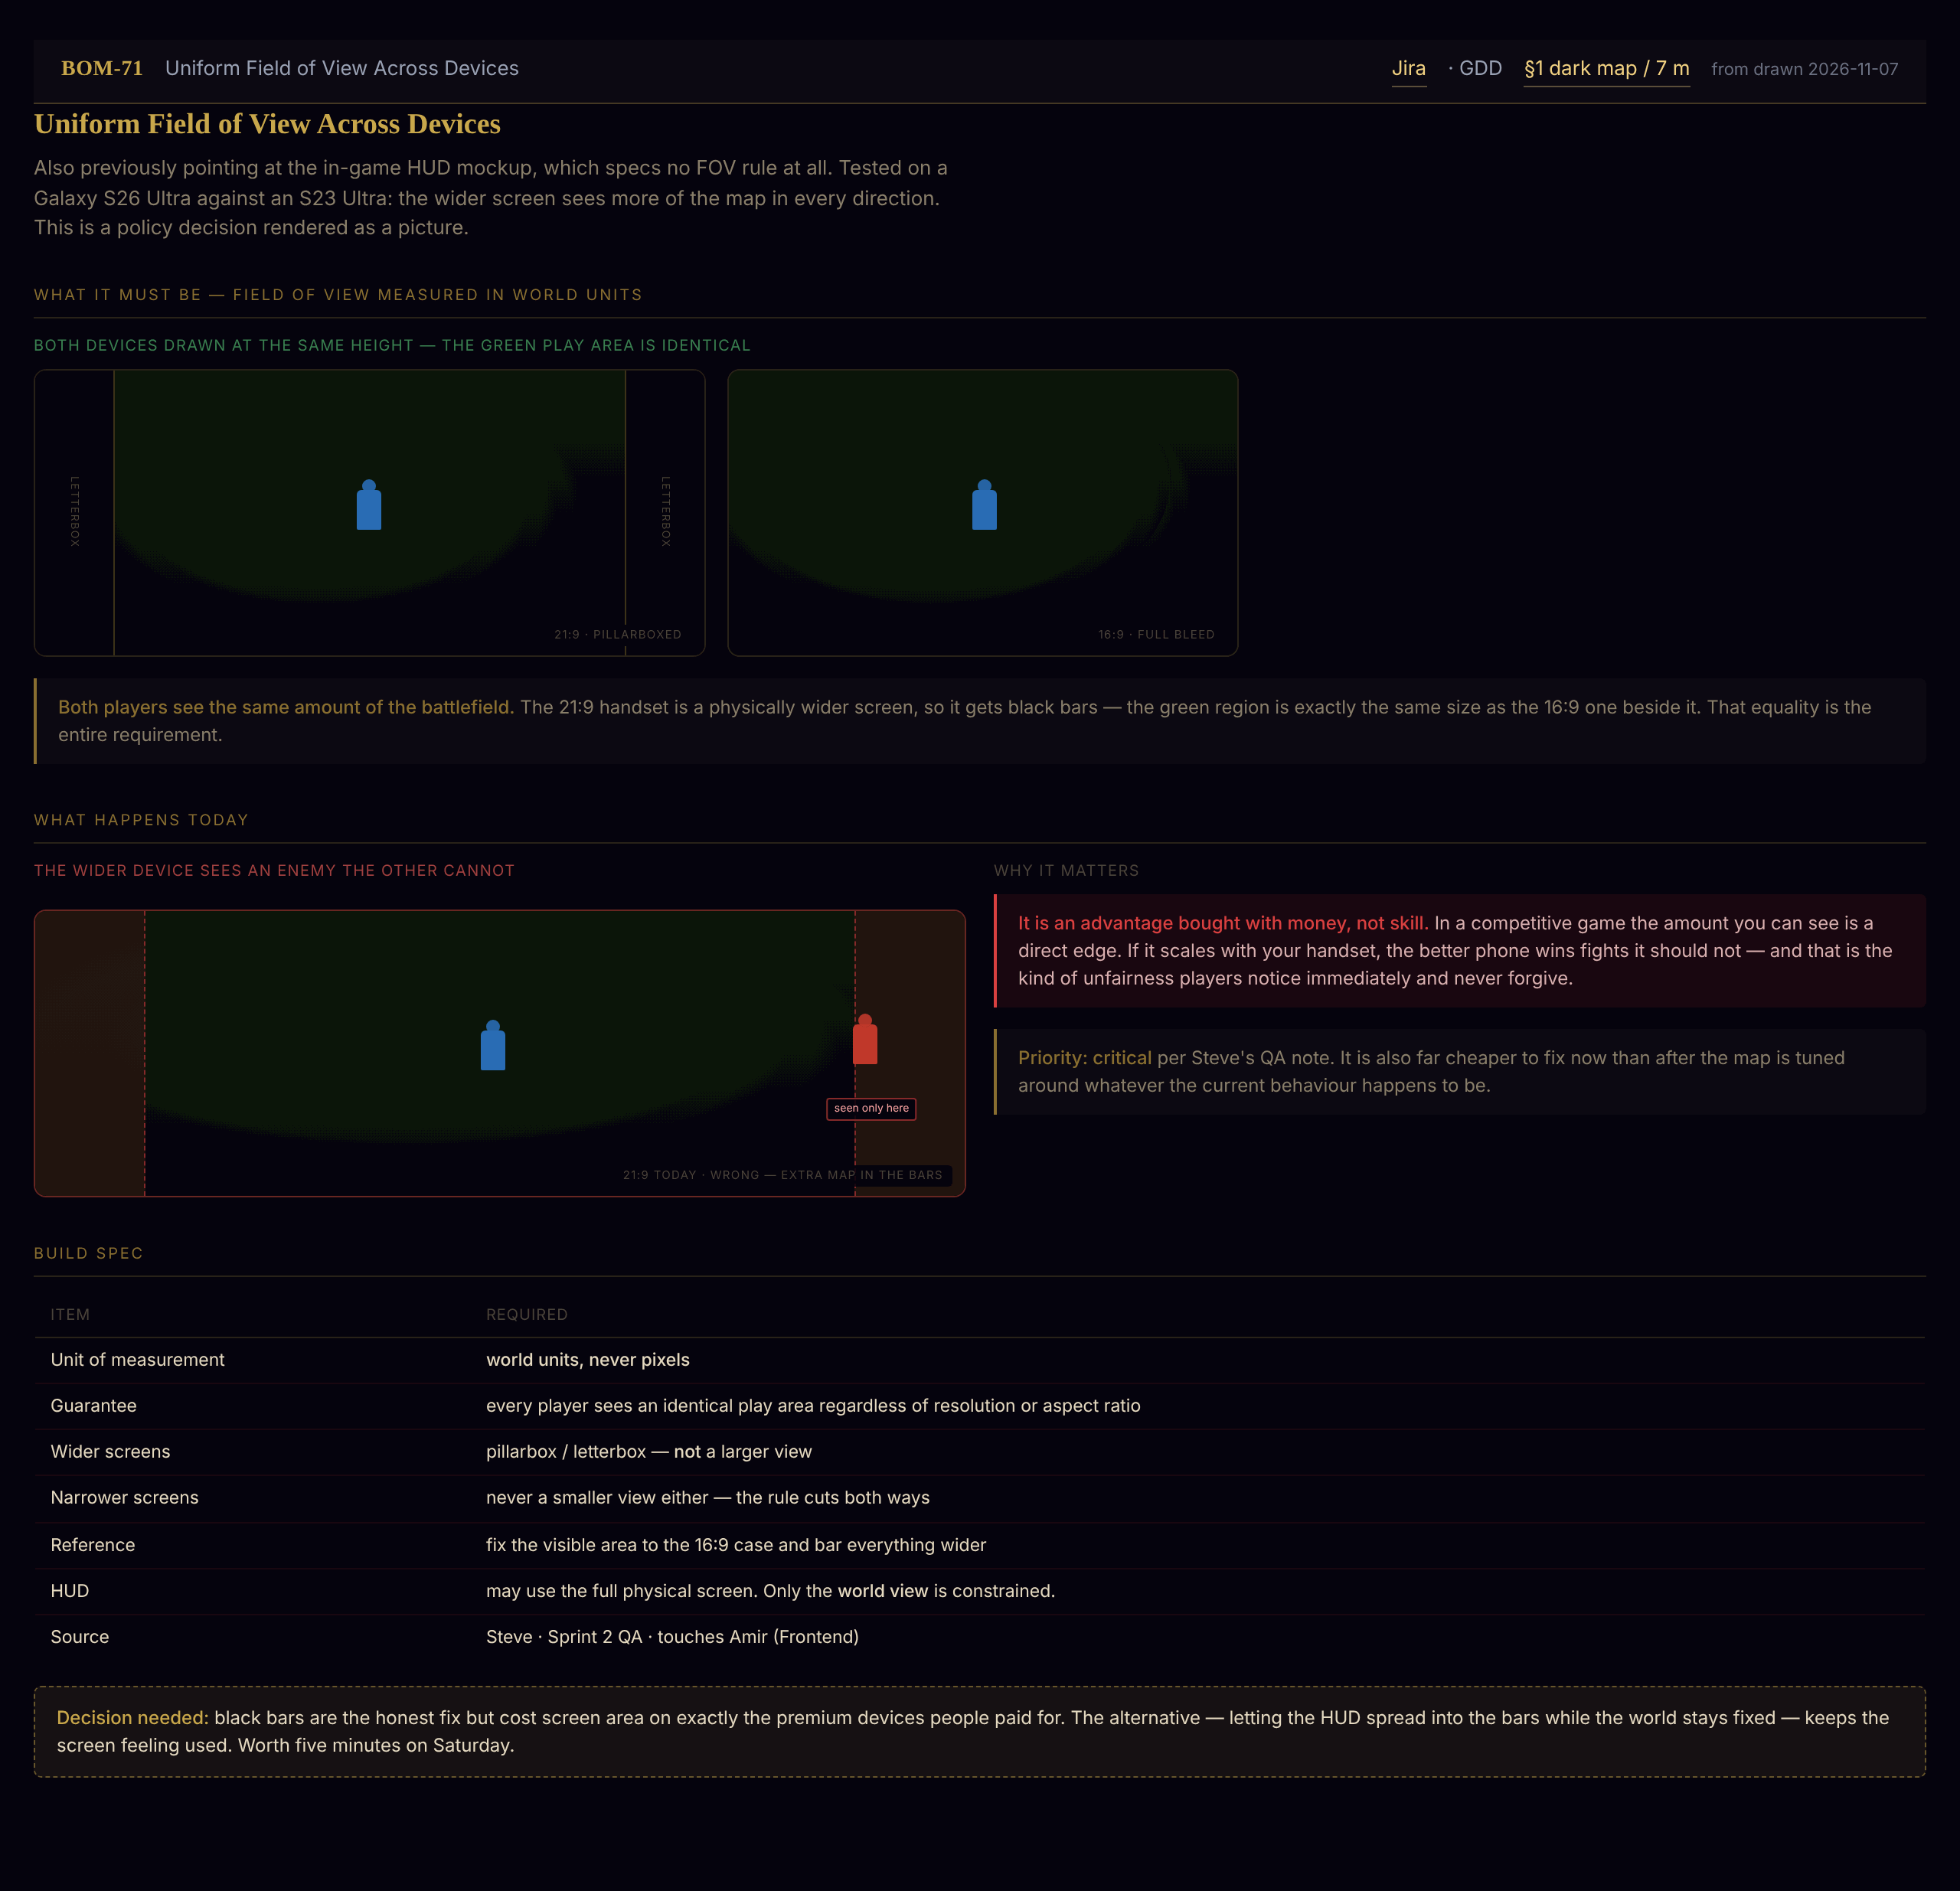 BOM-71 Uniform Field of View Across Devices Jira · GDD §1 dark map / 7 m from drawn 2026-11-07
Uniform Field of View Across Devices
Also previously pointing at the in-game HUD mockup, which specs no FOV rule at all. Tested on a
Galaxy S26 Ultra against an S23 Ultra: the wider screen sees more of the map in every direction.
This is a policy decision rendered as a picture.
WHAT IT MUST BE — FIELD OF VIEW MEASURED IN WORLD UNITS
BOTH DEVICES DRAWN AT THE SAME HEIGHT — THE GREEN PLAY AREA IS IDENTICAL
LETTERBOX
LETTERBOX
21:9 · PILLARBOXED
16:9 · FULL BLEED
Both players see the same amount of the battlefield. The 21:9 handset is a physically wider screen, so it gets black bars — the green region is exactly the same size as the 16:9 one beside it. That equality is the
entire requirement.
WHAT HAPPENS TODAY
THE WIDER DEVICE SEES AN ENEMY THE OTHER CANNOT
seen only here
21:9 TODAY · WRONG — EXTRA MAP IN THE BARS
WHY IT MATTERS
It is an advantage bought with money, not skill. In a competitive game the amount you can see is a
direct edge. If it scales with your handset, the better phone wins fights it should not — and that is the
kind of unfairness players notice immediately and never forgive.
Priority: critical per Steve's QA note. It is also far cheaper to fix now than after the map is tuned
around whatever the current behaviour happens to be.
BUILD SPEC
ITEM REQUIRED
Unit of measurement world units, never pixels
Guarantee every player sees an identical play area regardless of resolution or aspect ratio
Wider screens pillarbox / letterbox — not a larger view
Narrower screens never a smaller view either — the rule cuts both ways
Reference fix the visible area to the 16:9 case and bar everything wider
HUD may use the full physical screen. Only the world view is constrained.
Source Steve · Sprint 2 QA · touches Amir (Frontend)
Decision needed: black bars are the honest fix but cost screen area on exactly the premium devices people paid for. The alternative — letting the HUD spread into the bars while the world stays fixed — keeps the
screen feeling used. Worth five minutes on Saturday.